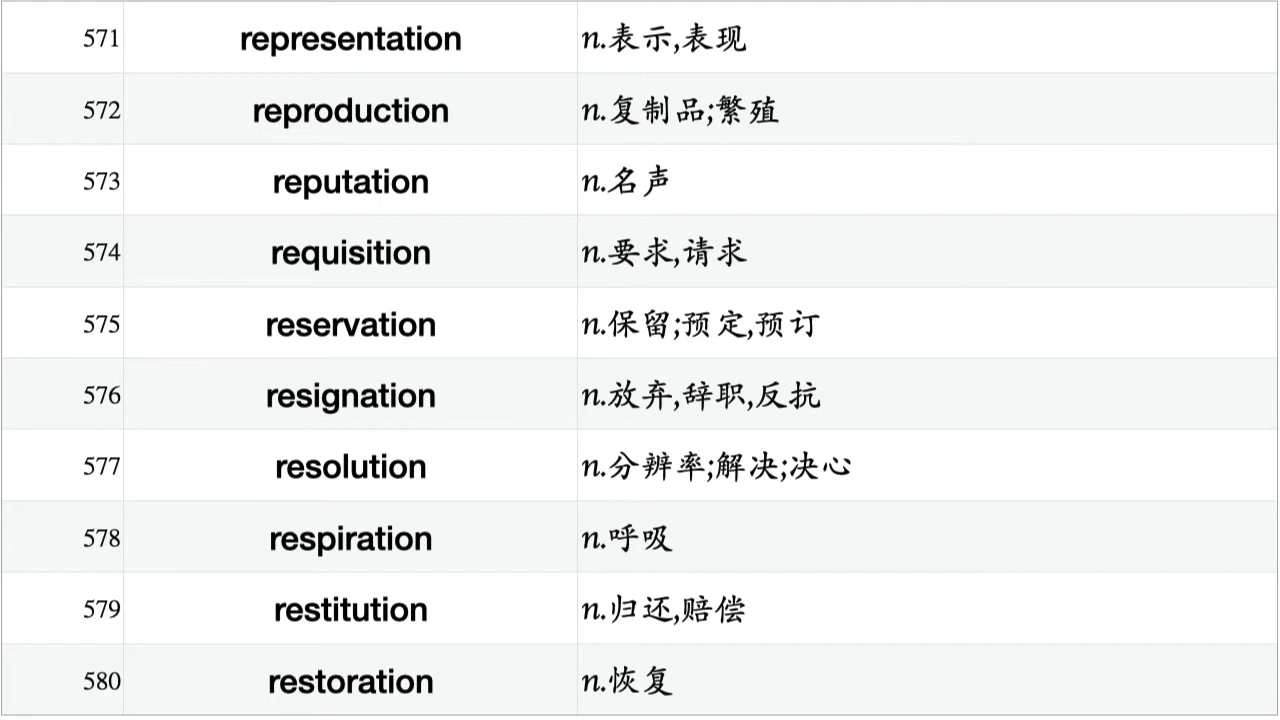 571 representation n.表示,表现
572 reproduction n.复制品;繁殖
573 reputation n.名声
574 requisition n.要求,请求
575 reservation n.保留;预定,预订
576 resignation n.放弃,辞职,反抗
577 resolution n.分辨率;解决;决心
578 respiration n.呼吸
579 restitution n.归还,赔偿
580 restoration n.恢复